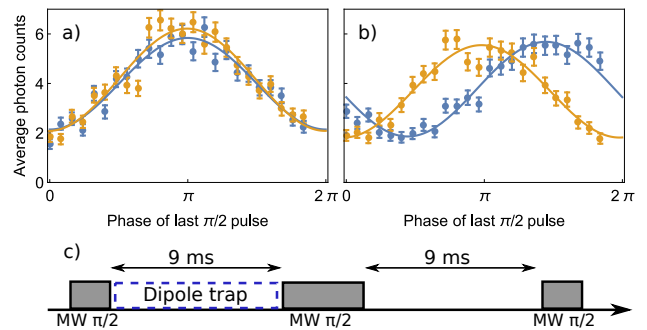 a)
b)
Average photon counts
6
4
2
0
0
π
2 π
0
π
2 π
Phase of last π/2 pulse
Phase of last π/2 pulse
c)
9 ms
9 ms
Dipole trap
MW π/2
MW π/2
MW π/2